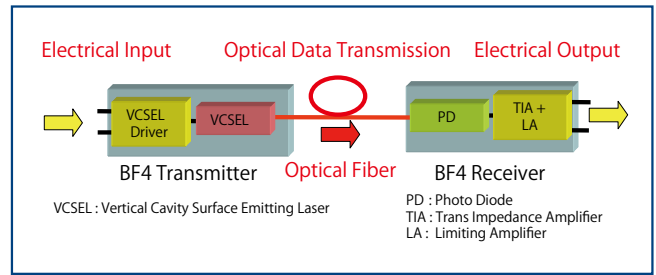 Electrical Input
Optical Data Transmission
Electrical Output
VCSEL
Driver
VCSEL
PD
TIA +
LA
BF4 Transmitter
Optical Fiber
BF4 Receiver
VCSEL : Vertical Cavity Surface Emitting Laser
PD : Photo Diode
TIA : Trans Impedance Amplifier
LA : Limiting Amplifier